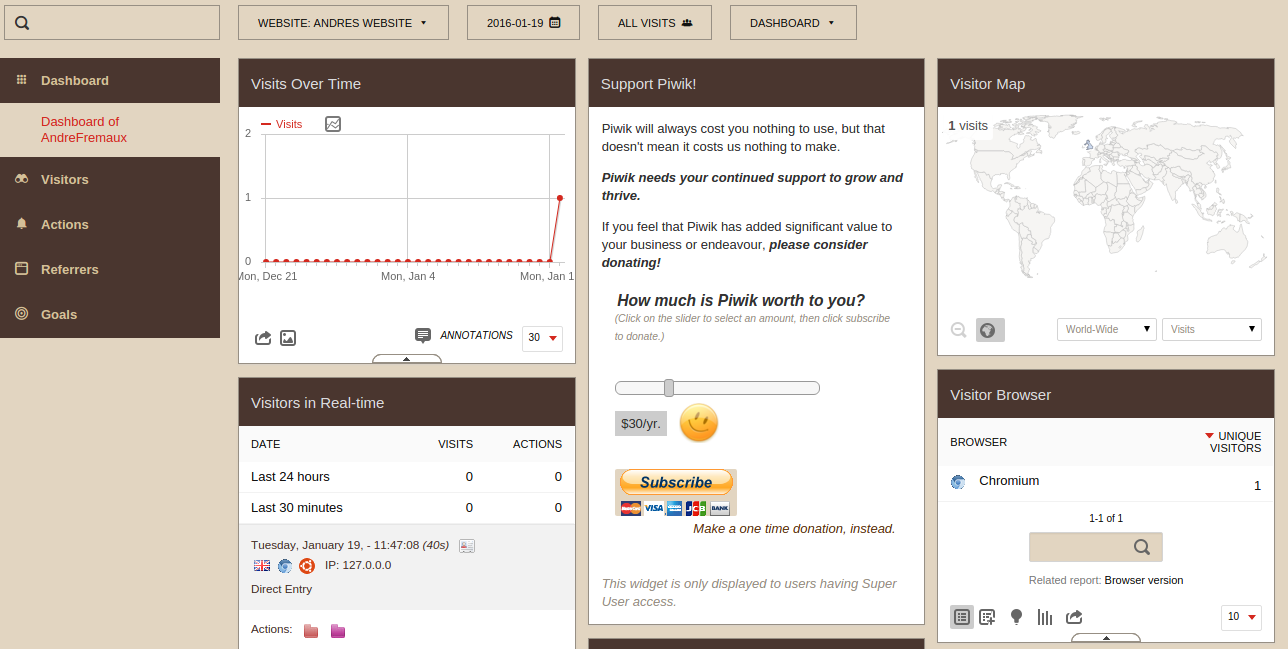 WEBSITE: ANDRES WEBSITE
2016-01-19
ALL VISITS
DASHBOARD
Dashboard
Dashboard of
AndreFremaux
Visitors
Actions
Referrers
Goals
Visits Over Time
Visits
2
1
0
Mon, Dec 21
Mon, Jan 4
Mon, Jan 1
ANNOTATIONS
30
Visitors in Real-time
DATE VISITS ACTIONS
Last 24 hours 0 0
Last 30 minutes 0 0
Tuesday, January 19, - 11:47:08 (40s)
IP: 127.0.0.0
Direct Entry
Actions:
Support Piwik!
Piwik will always cost you nothing to use, but that
doesn't mean it costs us nothing to make.
Piwik needs your continued support to grow and
thrive.
If you feel that Piwik has added significant value to
your business or endeavour, please consider
donating!
How much is Piwik worth to you?
(Click on the slider to select an amount, then click subscribe
to donate.)
$30/yr.
Subscribe
MasterCard VISA JCB BANK
Make a one time donation, instead.
This widget is only displayed to users having Super
User access.
Visitor Map
1 visits
World-Wide
Visits
Visitor Browser
BROWSER UNIQUE
VISITORS
Chromium 1
1-1 of 1
Related report: Browser version
10